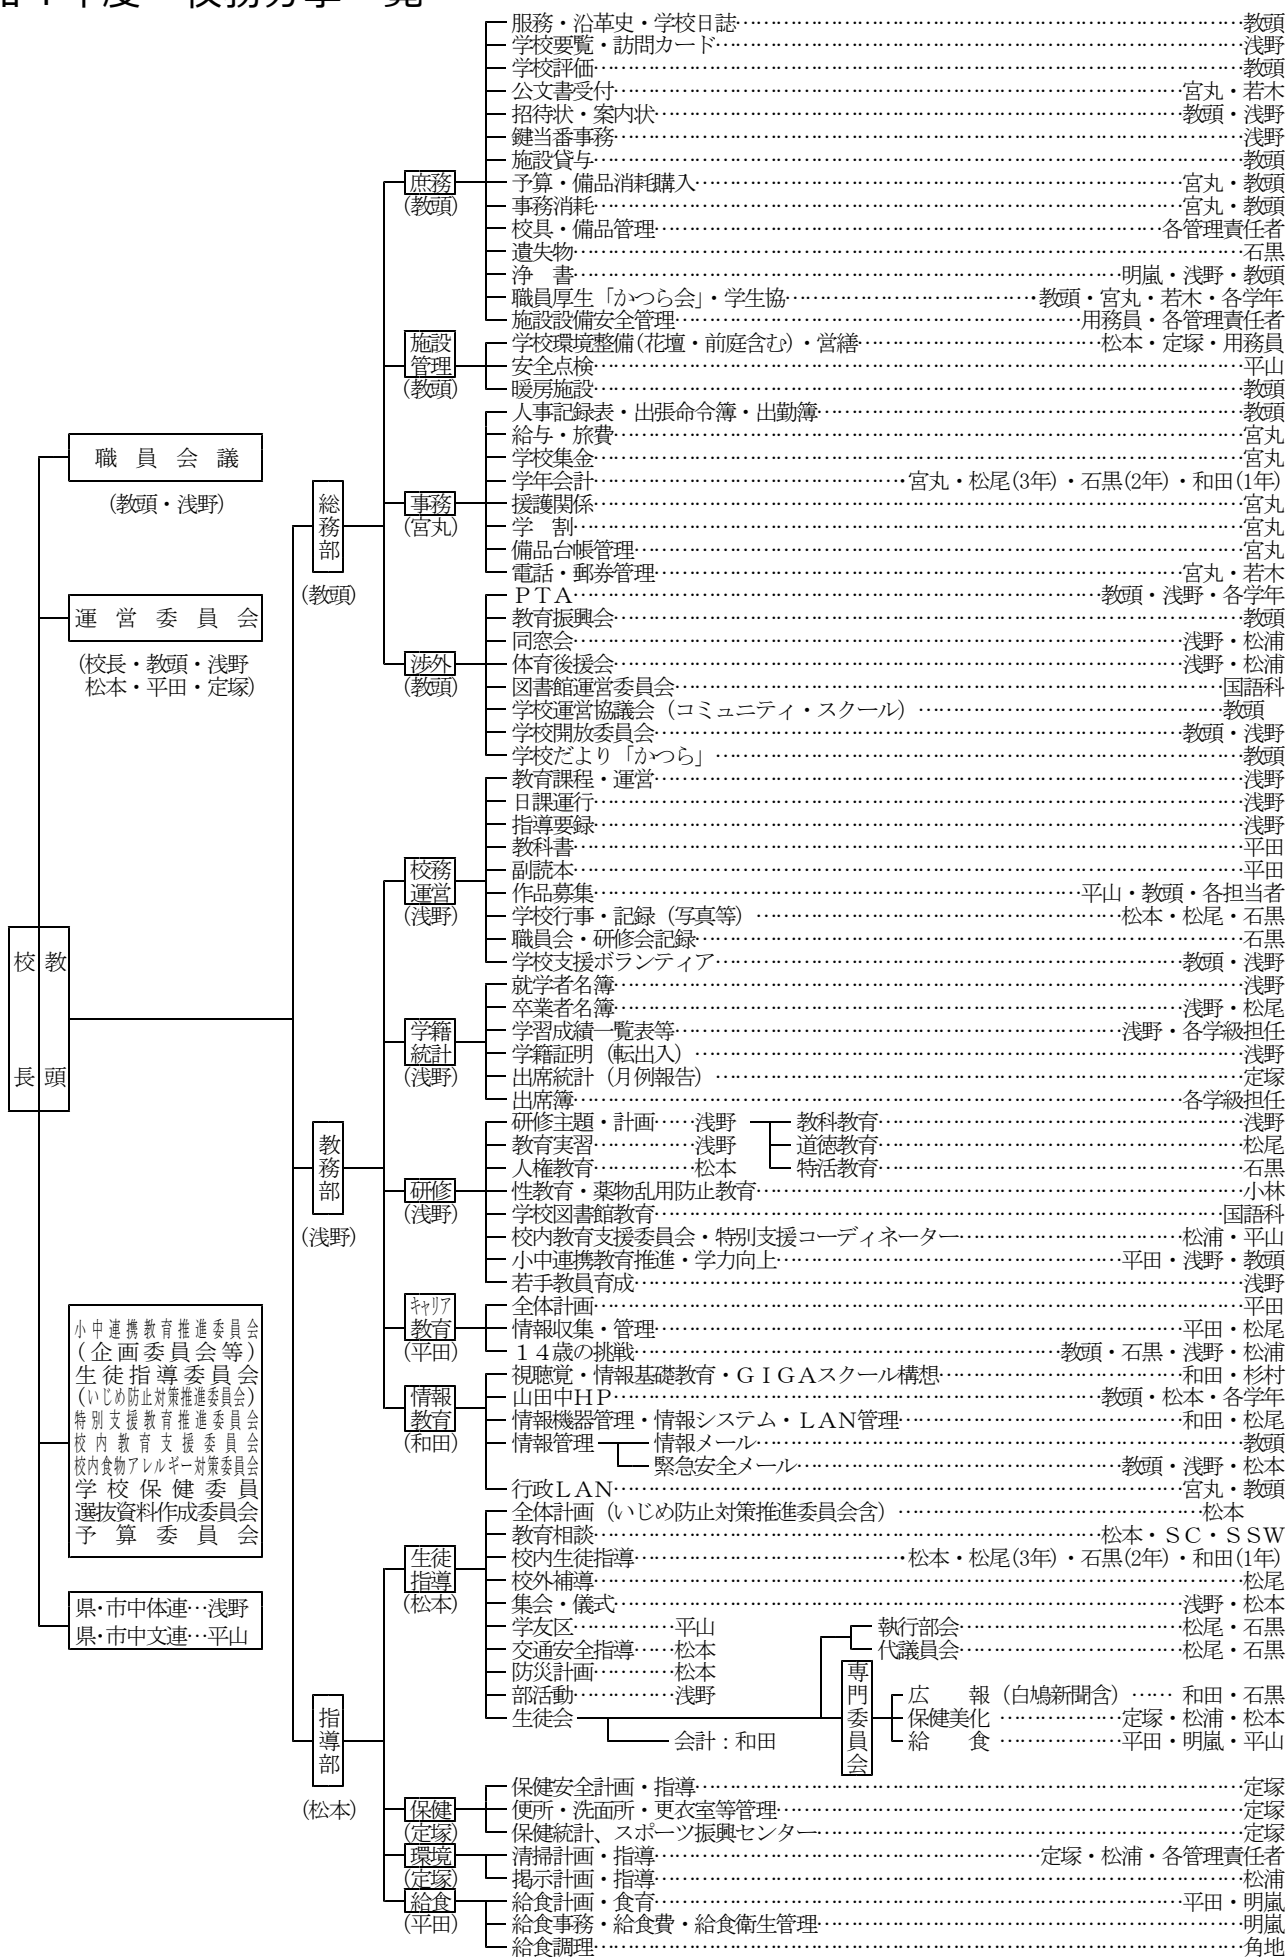 4年度 校務分掌一覧
職員会議
(教頭・浅野)
運営委員会
(校長・教頭・浅野
松本・平田・定塚)
校長
教頭
小中連携教育推進委員会
(企画委員会等)
生徒指導委員会
(いじめ防止対策推進委員会)
特別支援教育推進委員会
校内教育支援委員会
校内食物アレルギー対策委員会
学校保健委員
選抜資料作成委員会
予算委員会
県・市中体連…浅野
県・市中文連…平山
総務部
(教頭)
庶務
(教頭)
服務・沿革史・学校日誌……教頭
学校要覧・訪問カード……浅野
学校評価……教頭
公文書受付……宮丸・若木
招待状・案内状……教頭・浅野
鍵当番事務……浅野
施設貸与……教頭
予算・備品消耗購入……宮丸・教頭
事務消耗……宮丸・教頭
校具・備品管理……各管理責任者
遺失物……石黒
浄 書……明嵐・浅野・教頭
職員厚生「かつら会」・学生協……教頭・宮丸・若木・各学年
施設設備安全管理……用務員・各管理責任者
施設
管理
(教頭)
学校環境整備(花壇・前庭含む)・営繕……松本・定塚・用務員
安全点検……平山
暖房施設……教頭
事務
(宮丸)
人事記録表・出張命令簿・出勤簿……教頭
給与・旅費……宮丸
学校集金……宮丸
学年会計……宮丸・松尾(3年)・石黒(2年)・和田(1年)
援護関係……宮丸
学 割……宮丸
備品台帳管理……宮丸
電話・郵券管理……宮丸・若木
渉外
(教頭)
PTA……教頭・浅野・各学年
教育振興会……教頭
同窓会……浅野・松浦
体育後援会……浅野・松浦
図書館運営委員会……国語科
学校運営協議会(コミュニティ・スクール)……教頭
学校開放委員会……教頭・浅野
学校だより「かつら」……教頭
教務部
(浅野)
校務
運営
(浅野)
教育課程・運営……浅野
日課運行……浅野
指導要録……浅野
教科書……平田
副読本……平田
作品募集……平山・教頭・各担当者
学校行事・記録(写真等)……松本・松尾・石黒
職員会・研修会記録……石黒
学校支援ボランティア……教頭・浅野
学籍
統計
(浅野)
就学者名簿……浅野
卒業者名簿……浅野・松尾
学習成績一覧表等……浅野・各学級担任
学籍証明(転出入)……浅野
出席統計(月例報告)……定塚
出席簿……各学級担任
研修
(浅野)
研修主題・計画……浅野 教科教育……浅野
教育実習……浅野 道徳教育……松尾
人権教育……松本 特活教育……石黒
性教育・薬物乱用防止教育……小林
学校図書館教育……国語科
校内教育支援委員会・特別支援コーディネーター……松浦・平山
小中連携教育推進・学力向上……平田・浅野・教頭
若手教員育成……浅野
キャリア
教育
(平田)
全体計画……平田
情報収集・管理……平田・松尾
14歳の挑戦……教頭・石黒・浅野・松浦
情報
教育
(和田)
視聴覚・情報基礎教育・GIGAスクール構想……和田・杉村
山田中HP……教頭・松本・各学年
情報機器管理・情報システム・LAN管理……和田・松尾
情報管理 情報メール……教頭
緊急安全メール……教頭・浅野・松本
行政LAN……宮丸・教頭
指導部
(松本)
生徒
指導
(松本)
全体計画(いじめ防止対策推進委員会含)……松本
教育相談……松本・SC・SSW
校内生徒指導……松本・松尾(3年)・石黒(2年)・和田(1年)
校外補導……松尾
集会・儀式……浅野・松本
学友区……平山 執行部会……松尾・石黒
交通安全指導……松本 代議員会……松尾・石黒
防災計画……松本
部活動……浅野
生徒会
会計:和田
専門委員会
広 報(白鳩新聞含)……和田・石黒
保健美化……定塚・松浦・松本
給 食……平田・明嵐・平山
保健
(定塚)
保健安全計画・指導……定塚
便所・洗面所・更衣室等管理……定塚
保健統計、スポーツ振興センター……定塚
環境
(定塚)
清掃計画・指導……定塚・松浦・各管理責任者
掲示計画・指導……松浦
給食
(平田)
給食計画・食育……平田・明嵐
給食事務・給食費・給食衛生管理……明嵐
給食調理……角地